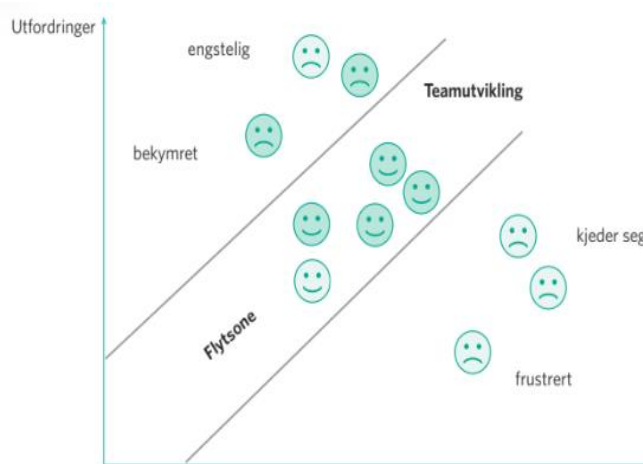 Utfordringer
engstelig
Teamutvikling
bekymret
kjeder seg
Flytsone
frustrert